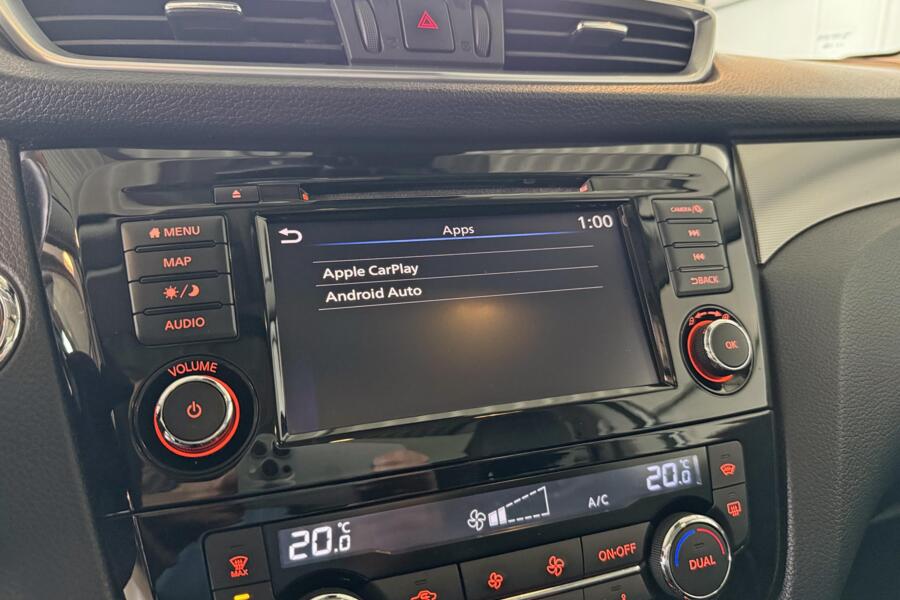 MENU
MAP
AUDIO
VOLUME
Apps
1:00
Apple CarPlay
Android Auto
CAMERA
BACK
OK
20.0 °C
A/C
20.0 °C
MAX
ON·OFF
DUAL